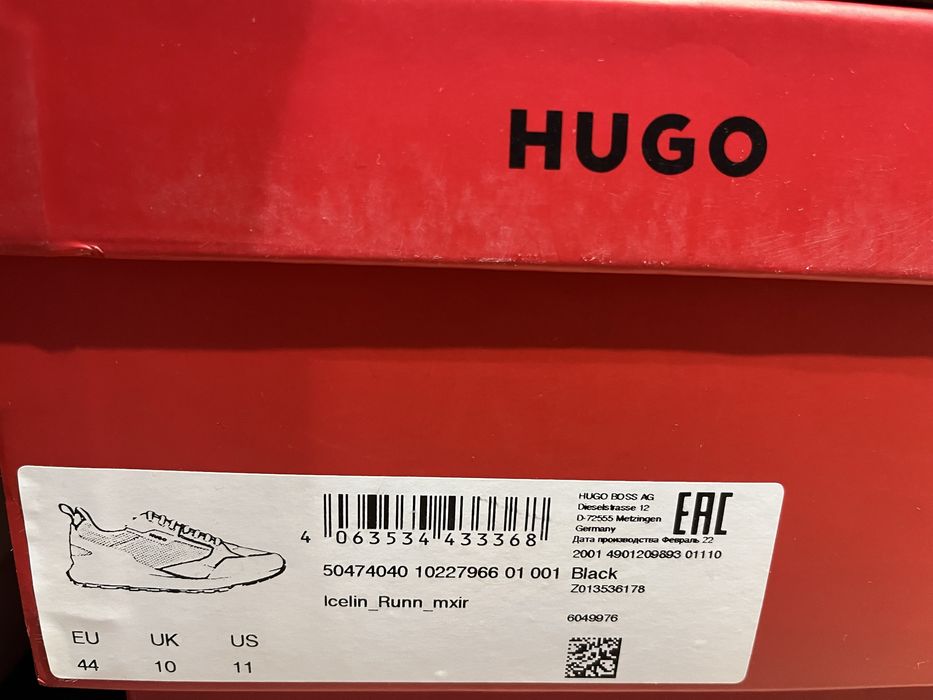 HUGO
HUGO
4 063534 433368
50474040 10227966 01 001 Black
Icelin_Runn_mxir
EU UK US
44 10 11
HUGO BOSS AG
Dieselstrasse 12
D-72555 Metzingen
Germany
EAC
Дата производства Февраль 22
2001 4901209893 01110
Z013536178
6049976